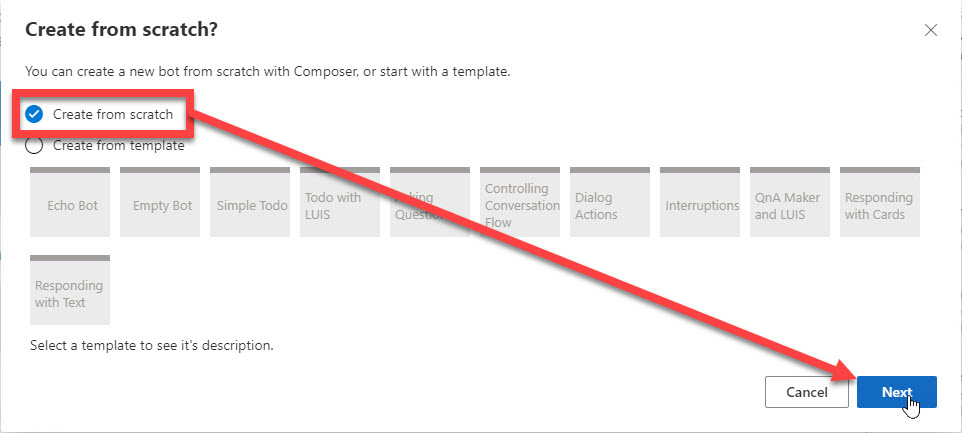 Create from scratch?
You can create a new bot from scratch with Composer, or start with a template.
Create from scratch
Create from template
Echo Bot
Empty Bot
Simple Todo
Todo with
LUIS
Question
Controlling
Conversation
Flow
Dialog
Actions
Interruptions
QnA Maker
and LUIS
Responding
with Cards
Responding
with Text
Select a template to see it's description.
Cancel
Next